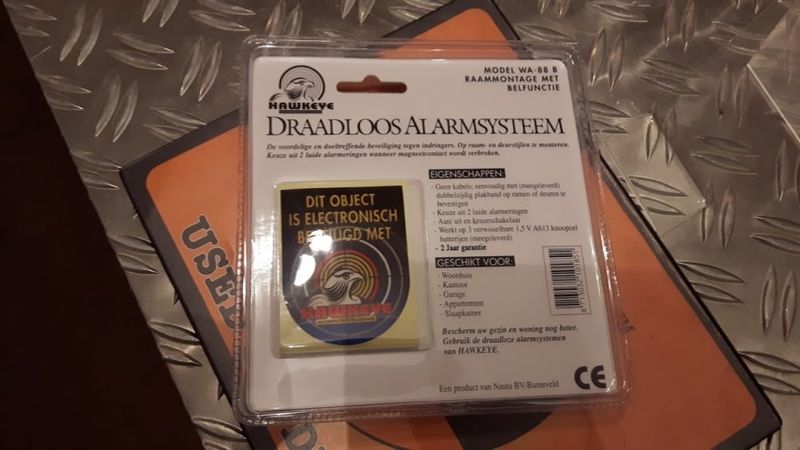 HAWKEYE
MODEL WA-88 B
RAAMMONTAGE MET
BELFUNCTIE
DRAADLOOS ALARMSYSTEEM
De voordelige en doeltreffende beveiliging tegen indringers. Op raam- en deurstijlen te monteren.
Keuze uit 2 luide alarmeringen wanneer magneetcontact wordt verbroken.
DIT OBJECT
IS ELECTRONISCH
BEVEILIGD MET
HAWKEYE
EIGENSCHAPPEN:
- Geen kabels; eenvoudig met (meegeleverd)
dubbelzijdig plakband op ramen of deuren te
bevestigen
- Keuze uit 2 luide alarmeringen
- Aan/ uit en keuzeschakelaar
- Werkt op 3 verwisselbare 1,5 V A613 knoopcel
batterijen (meegeleverd)
- 2 Jaar garantie
GESCHIKT VOOR:
- Woonhuis
- Kantoor
- Garage
- Appartement
- Slaapkamer
Bescherm uw gezin en woning nog beter.
Gebruik de draadloze alarmsystemen
van HAWKEYE.
Een product van Nauta BV-Barneveld
CE
USE